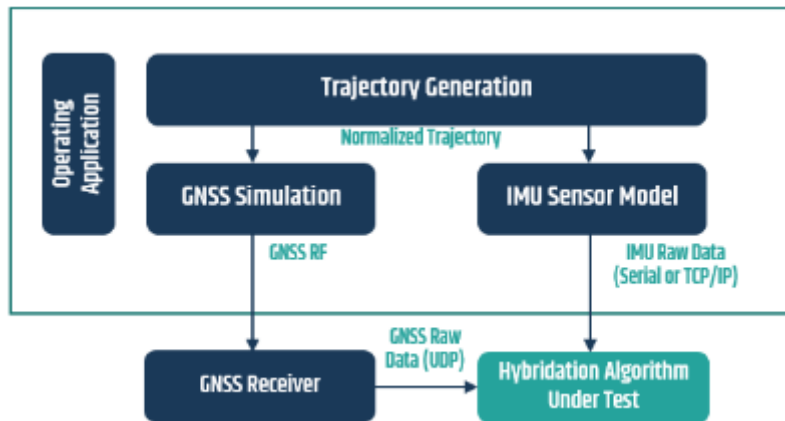 Operating
Application
Trajectory Generation
Normalized Trajectory
GNSS Simulation
IMU Sensor Model
GNSS RF
IMU Raw Data
(Serial or TCP/IP)
GNSS Raw
Data (UDP)
GNSS Receiver
Hybridation Algorithm
Under Test